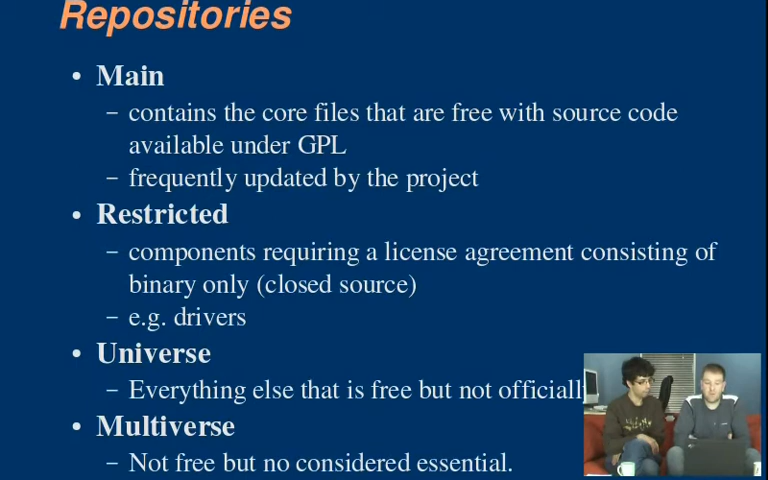 Repositories
• Main
– contains the core files that are free with source code
available under GPL
– frequently updated by the project
• Restricted
– components requiring a license agreement consisting of
binary only (closed source)
– e.g. drivers
• Universe
– Everything else that is free but not officiall
• Multiverse
– Not free but no considered essential.